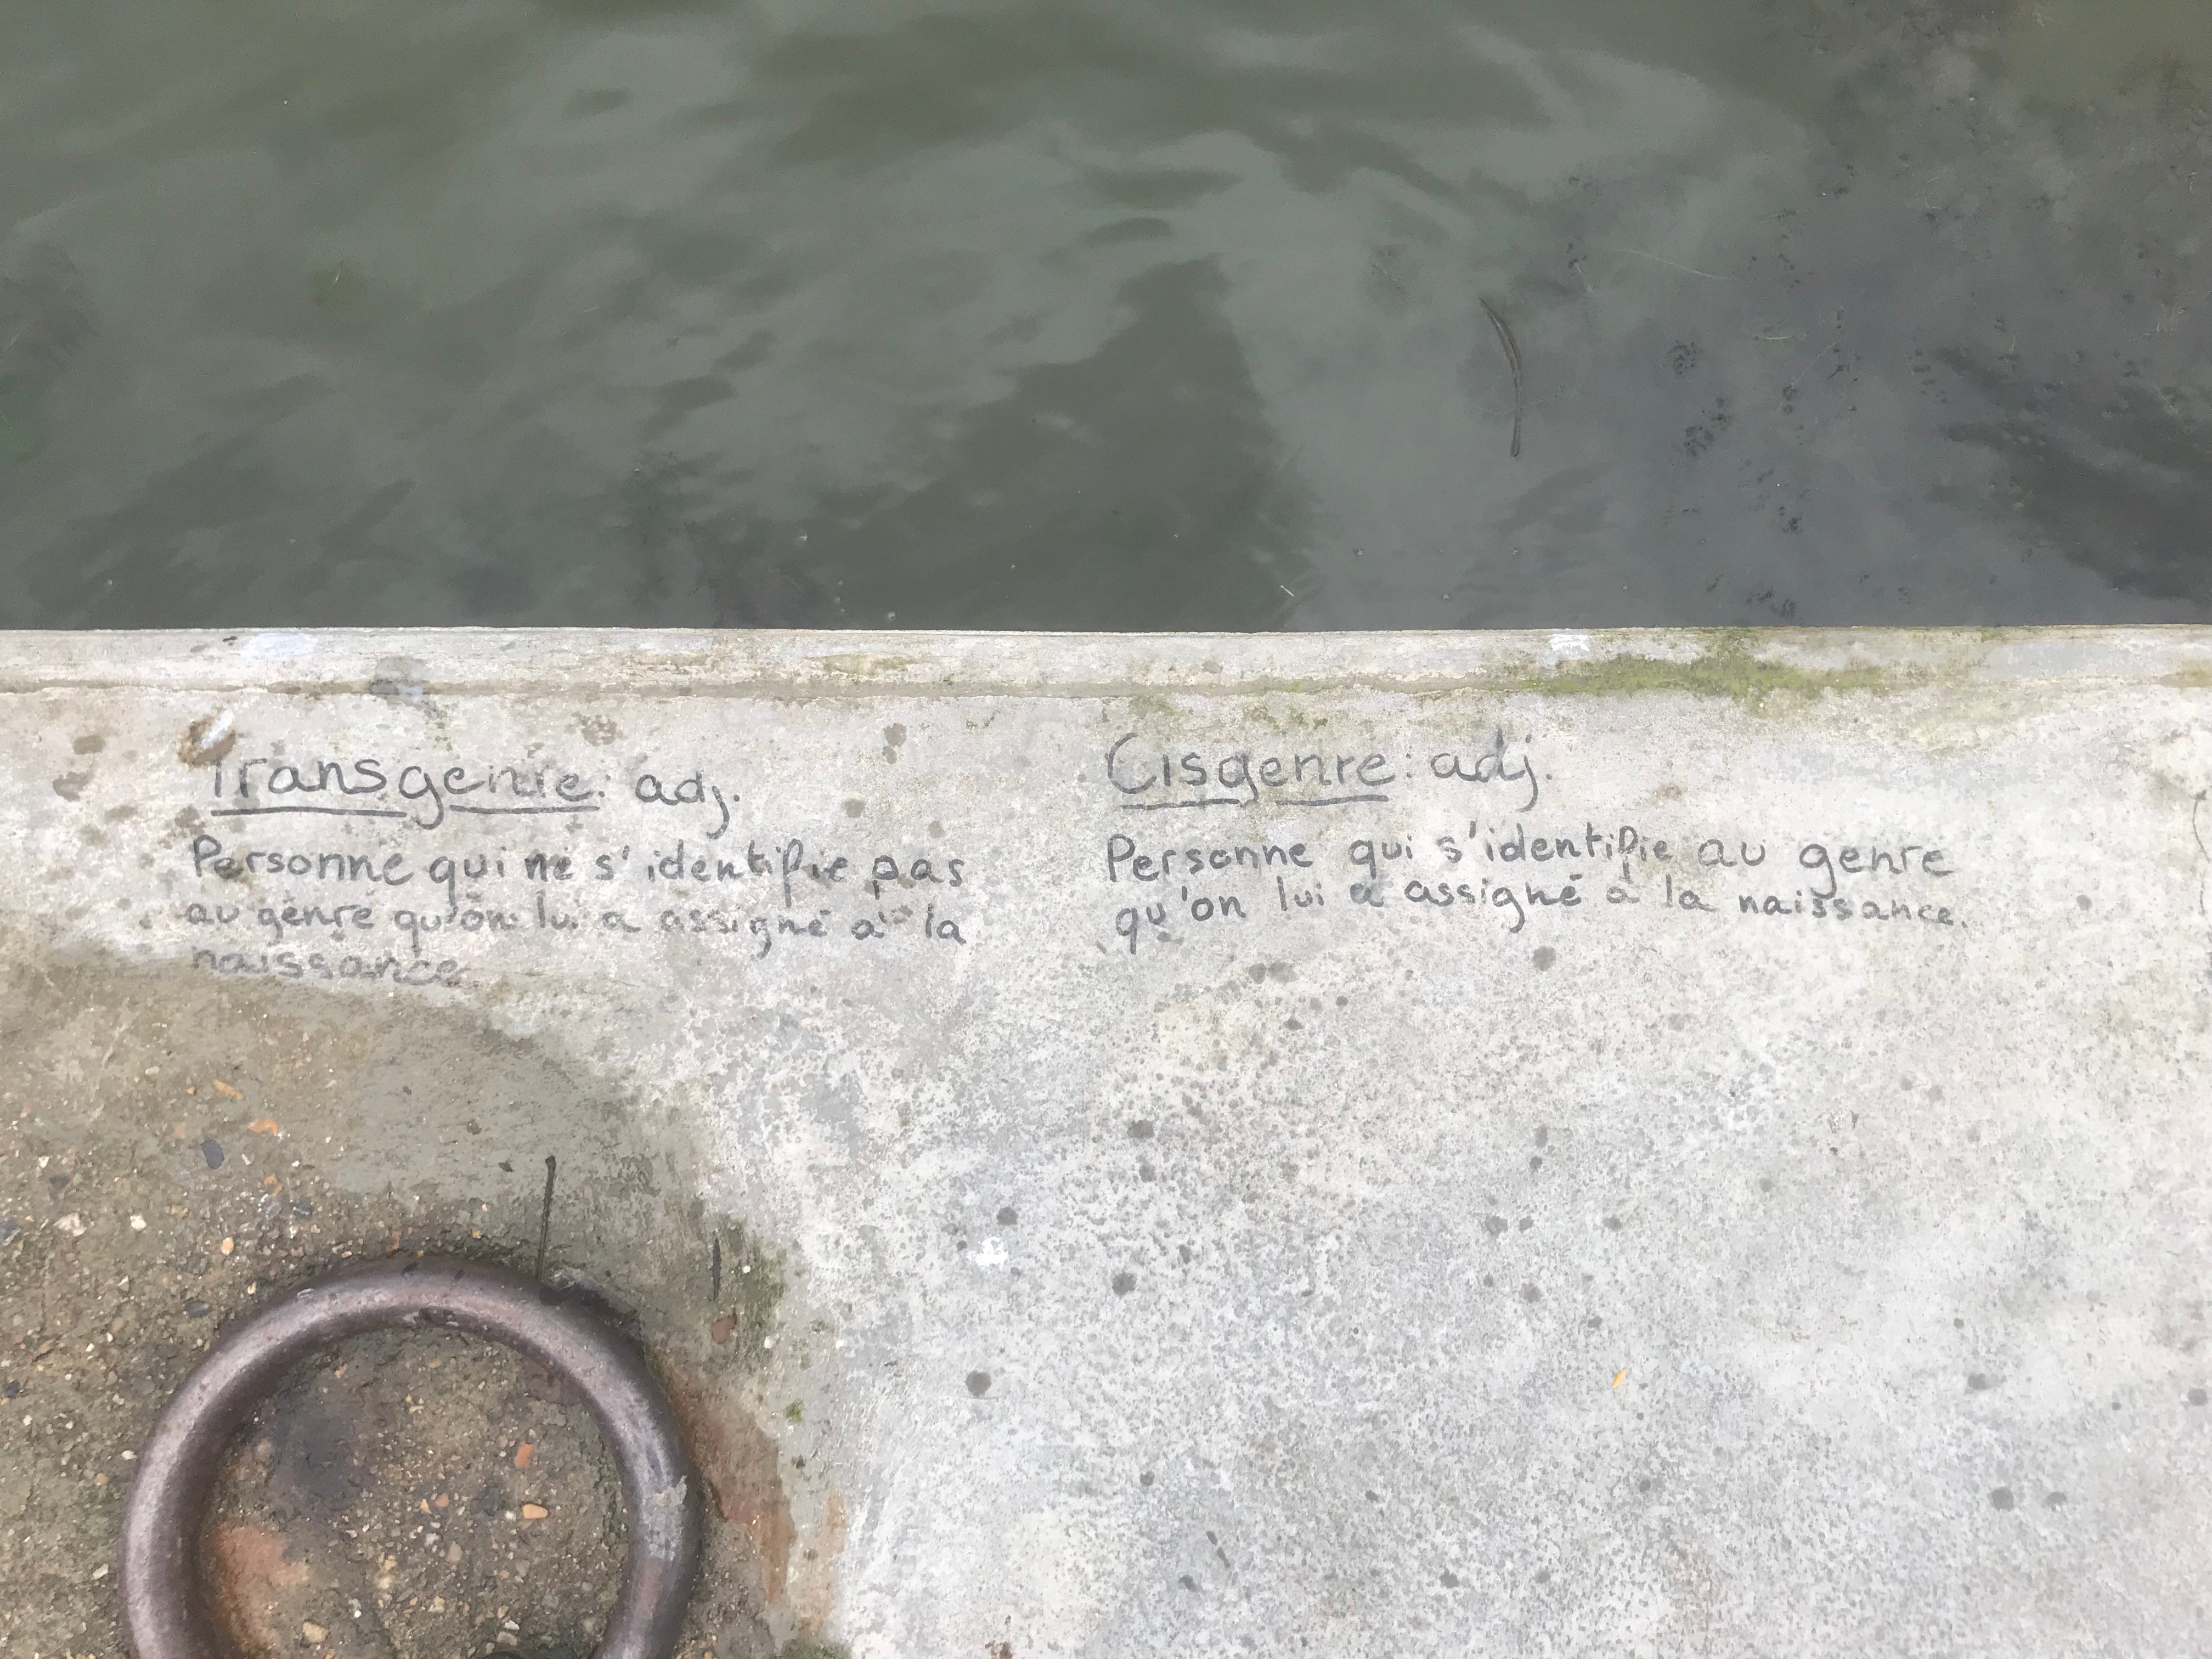 Transgenre: adj.
Personne qui ne s'identifie pas
au genre qu'on lui a assigné à la
naissance
Cisgenre: adj.
Personne qui s'identifie au genre
qu'on lui a assigné à la naissance.